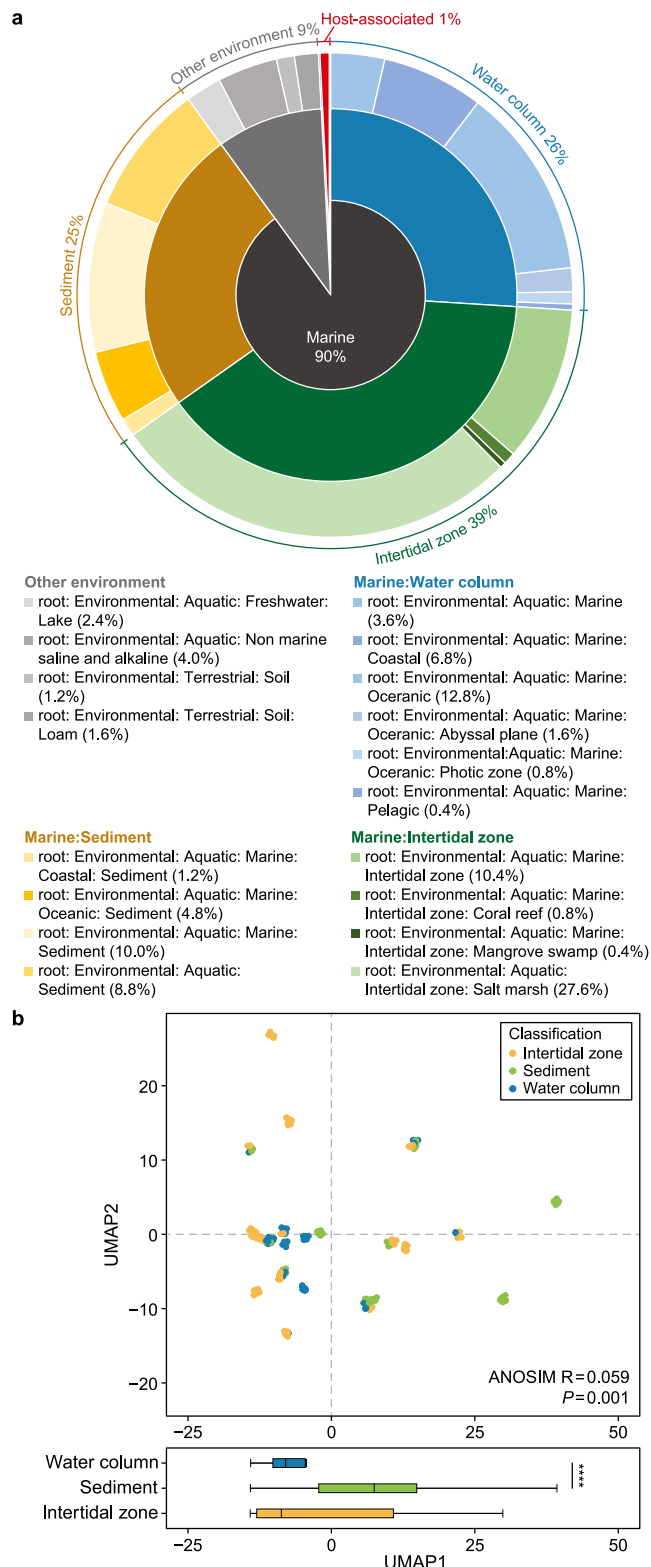 a
Host-associated 1%
Other environment 9%
Water column 26%
Sediment 25%
Marine
90%
Intertidal zone 39%
Other environment
root: Environmental: Aquatic: Freshwater:
Lake (2.4%)
root: Environmental: Aquatic: Non marine
saline and alkaline (4.0%)
root: Environmental: Terrestrial: Soil
(1.2%)
root: Environmental: Terrestrial: Soil:
Loam (1.6%)
Marine:Water column
root: Environmental: Aquatic: Marine
(3.6%)
root: Environmental: Aquatic: Marine:
Coastal (6.8%)
root: Environmental: Aquatic: Marine:
Oceranic (12.8%)
root: Environmental: Aquatic: Marine:
Oceranic: Abyssal plane (1.6%)
root: Environmental:Aquatic: Marine:
Oceranic: Photic zone (0.8%)
root: Environmental: Aquatic: Marine:
Pelagic (0.4%)
Marine:Sediment
root: Environmental: Aquatic: Marine:
Coastal: Sediment (1.2%)
root: Environmental: Aquatic: Marine:
Oceranic: Sediment (4.8%)
root: Environmental: Aquatic: Marine:
Sediment (10.0%)
root: Environmental: Aquatic:
Sediment (8.8%)
Marine:Intertidal zone
root: Environmental: Aquatic: Marine:
Intertidal zone (10.4%)
root: Environmental: Aquatic: Marine:
Intertidal zone: Coral reef (0.8%)
root: Environmental: Aquatic: Marine:
Intertidal zone: Mangrove swamp (0.4%)
root: Environmental: Aquatic:
Intertidal zone: Salt marsh (27.6%)
b
Classification
Intertidal zone
Sediment
Water column
20
10
0
−10
−20
UMAP2
ANOSIM R=0.059
P=0.001
−25
0
25
50
Water column
Sediment
Intertidal zone
****
−25
0
25
50
UMAP1